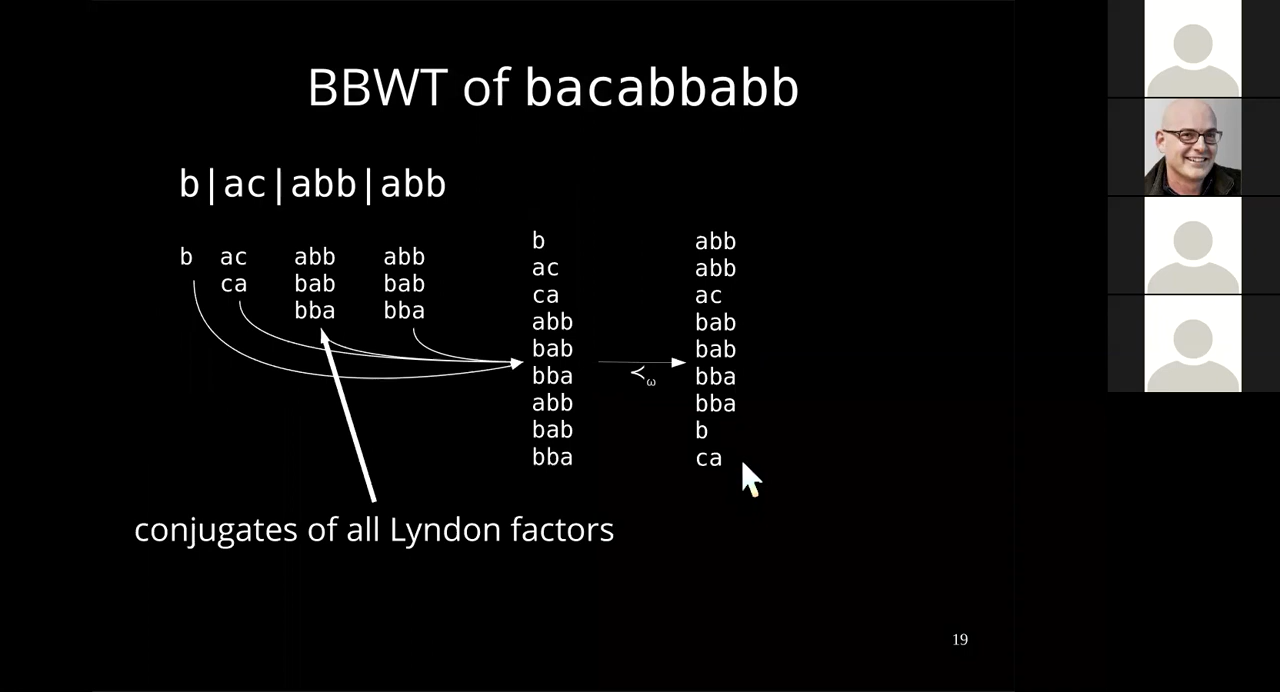 BBWT of bacabbabb
b|ac|abb|abb
b ac abb abb
ca bab bab
bba bba
b
ac
ca
abb
bab
bba
abb
bab
bba
≺ω
abb
abb
ac
bab
bab
bba
bba
b
ca
conjugates of all Lyndon factors
19